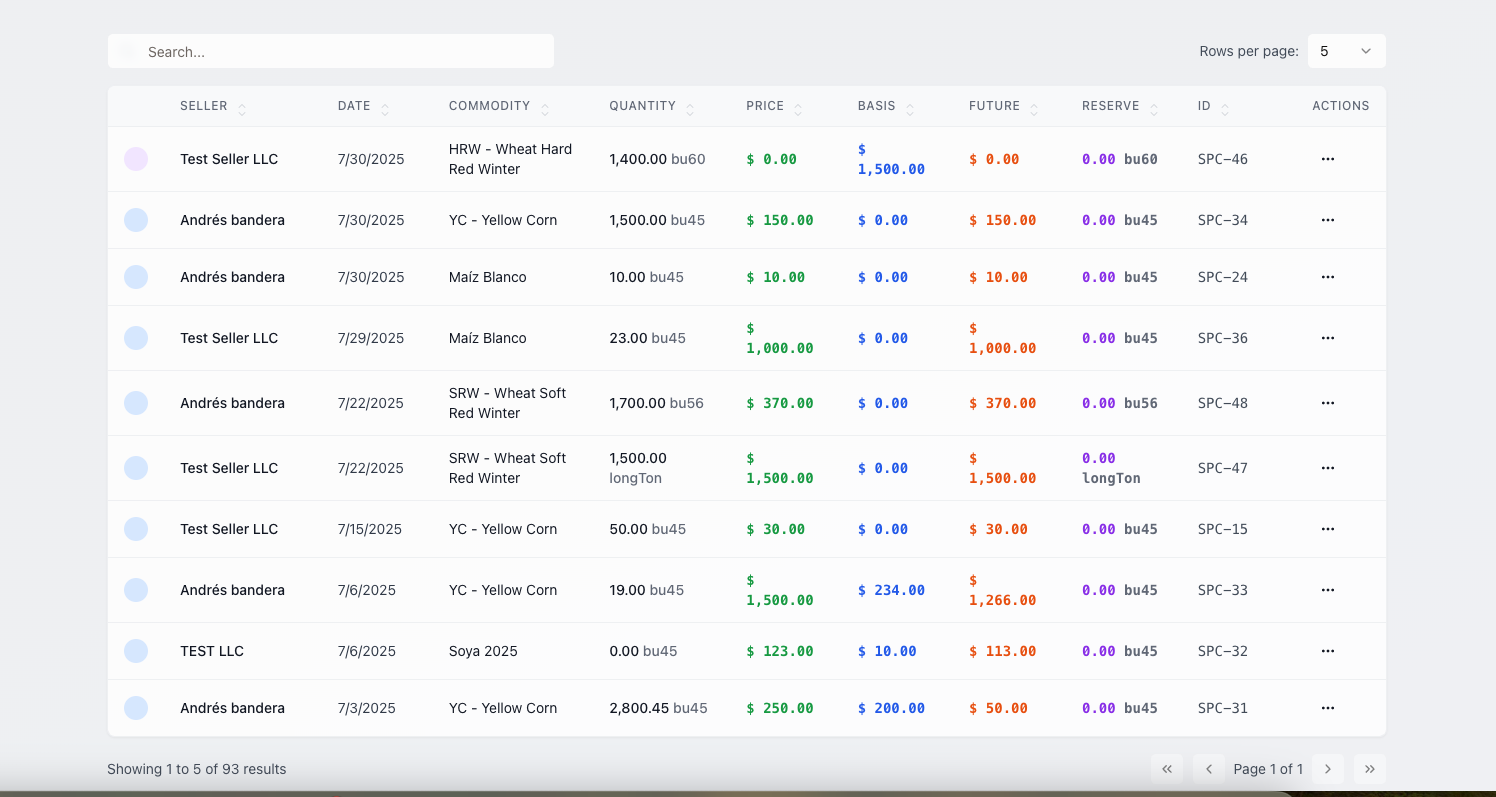 Search...
Rows per page: 5
SELLER DATE COMMODITY QUANTITY PRICE BASIS FUTURE RESERVE ID ACTIONS
Test Seller LLC 7/30/2025 HRW - Wheat Hard Red Winter 1,400.00 bu60 $ 0.00 $ 1,500.00 $ 0.00 0.00 bu60 SPC-46
Andrés bandera 7/30/2025 YC - Yellow Corn 1,500.00 bu45 $ 150.00 $ 0.00 $ 150.00 0.00 bu45 SPC-34
Andrés bandera 7/30/2025 Maíz Blanco 10.00 bu45 $ 10.00 $ 0.00 $ 10.00 0.00 bu45 SPC-24
Test Seller LLC 7/29/2025 Maíz Blanco 23.00 bu45 $ 1,000.00 $ 0.00 $ 1,000.00 0.00 bu45 SPC-36
Andrés bandera 7/22/2025 SRW - Wheat Soft Red Winter 1,700.00 bu56 $ 370.00 $ 0.00 $ 370.00 0.00 bu56 SPC-48
Test Seller LLC 7/22/2025 SRW - Wheat Soft Red Winter 1,500.00 longTon $ 1,500.00 $ 0.00 $ 1,500.00 0.00 longTon SPC-47
Test Seller LLC 7/15/2025 YC - Yellow Corn 50.00 bu45 $ 30.00 $ 0.00 $ 30.00 0.00 bu45 SPC-15
Andrés bandera 7/6/2025 YC - Yellow Corn 19.00 bu45 $ 1,500.00 $ 234.00 $ 1,266.00 0.00 bu45 SPC-33
TEST LLC 7/6/2025 Soya 2025 0.00 bu45 $ 123.00 $ 10.00 $ 113.00 0.00 bu45 SPC-32
Andrés bandera 7/3/2025 YC - Yellow Corn 2,800.45 bu45 $ 250.00 $ 200.00 $ 50.00 0.00 bu45 SPC-31
Showing 1 to 5 of 93 results
Page 1 of 1